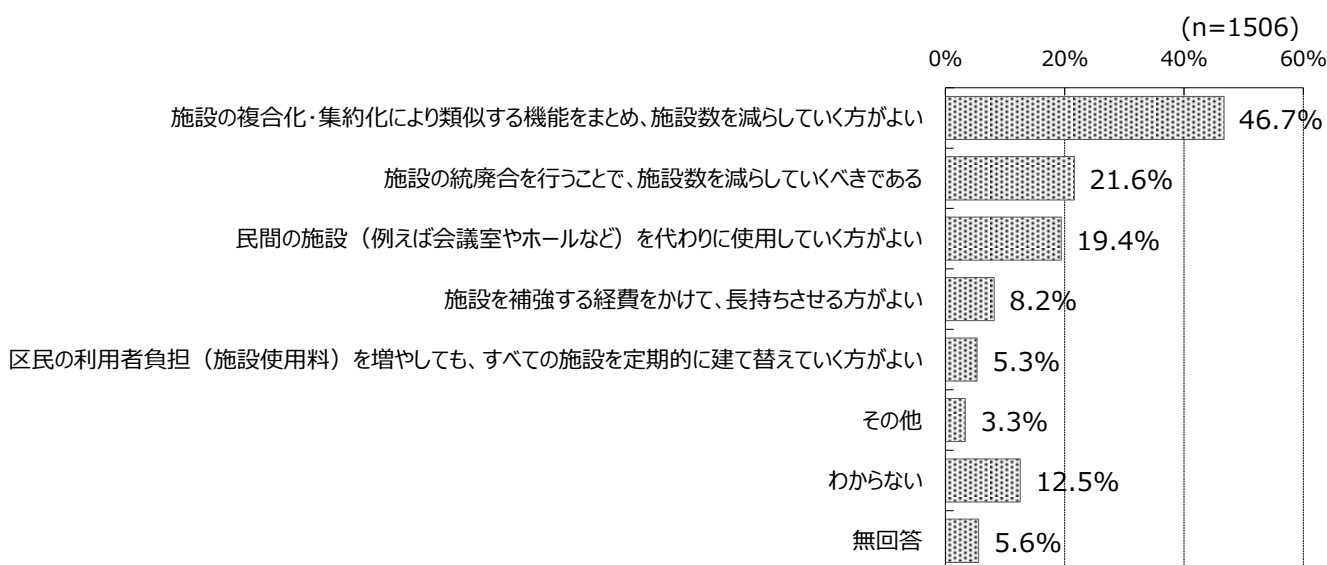 (n=1506)
0% 20% 40% 60%
施設の複合化・集約化により類似する機能をまとめ、施設数を減らしていく方がよい 46.7%
施設の統廃合を行うことで、施設数を減らしていくべきである 21.6%
民間の施設（例えば会議室やホールなど）を代わりに使用していく方がよい 19.4%
施設を補強する経費をかけて、長持ちさせる方がよい 8.2%
区民の利用者負担（施設使用料）を増やしても、すべての施設を定期的に建て替えていく方がよい 5.3%
その他 3.3%
わからない 12.5%
無回答 5.6%